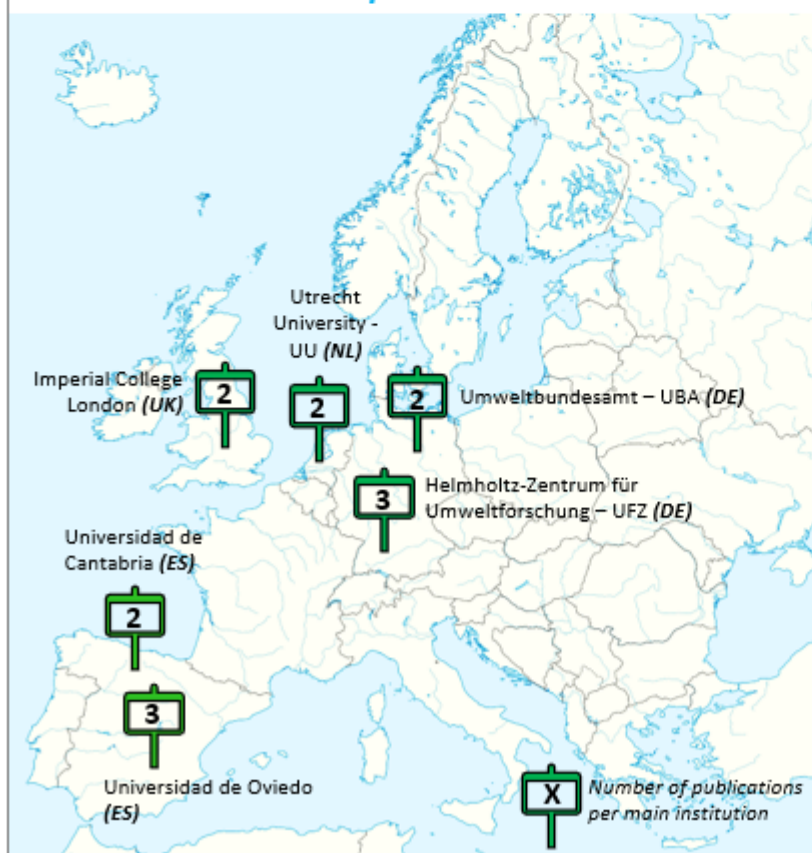 Utrecht
University -
UU (NL)
Imperial College
London (UK)
2
2
2
Umweltbundesamt – UBA (DE)
3
Helmholtz-Zentrum für
Umweltforschung – UFZ (DE)
Universidad de
Cantabria (ES)
2
3
Universidad de Oviedo
(ES)
X
Number of publications
per main institution